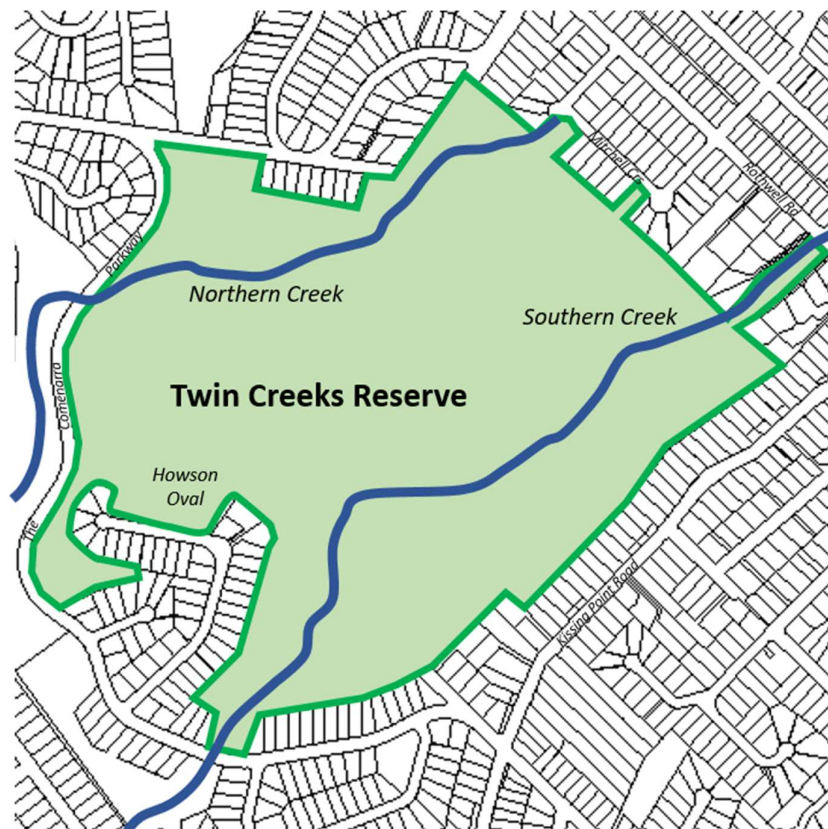 Mitchell Cr
Rothwell Rd
Parkway
Northern Creek
Southern Creek
Comenarra
Twin Creeks Reserve
Howson
Oval
The
Kissing Point Road